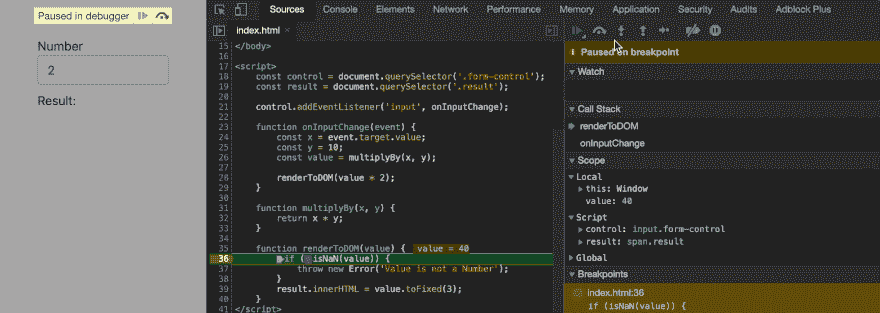 Paused in debugger
Number
2
Result:
Sources Console Elements Network Performance Memory Application Security Audits Adblock Plus
index.html ×
15 </body>
16
17 <script>
18 const control = document.querySelector('.form-control');
19 const result = document.querySelector('.result');
20
21 control.addEventListener('input', onInputChange);
22
23 function onInputChange(event) {
24 const x = event.target.value;
25 const y = 10;
26 const value = multiplyBy(x, y);
27
28 renderToDOM(value * 2);
29 }
30
31 function multiplyBy(x, y) {
32 return x * y;
33 }
34
35 function renderToDOM(value) { value = 40
36 if (isNaN(value)) {
37 throw new Error('Value is not a Number');
38 }
39 result.innerHTML = value.toFixed(3);
40 }
41 </script>
Paused on breakpoint
Watch
Call Stack
renderToDOM
onInputChange
Scope
Local
this: Window
value: 40
Script
control: input.form-control
result: span.result
Global
Breakpoints
index.html:36
if (isNaN(value)) {